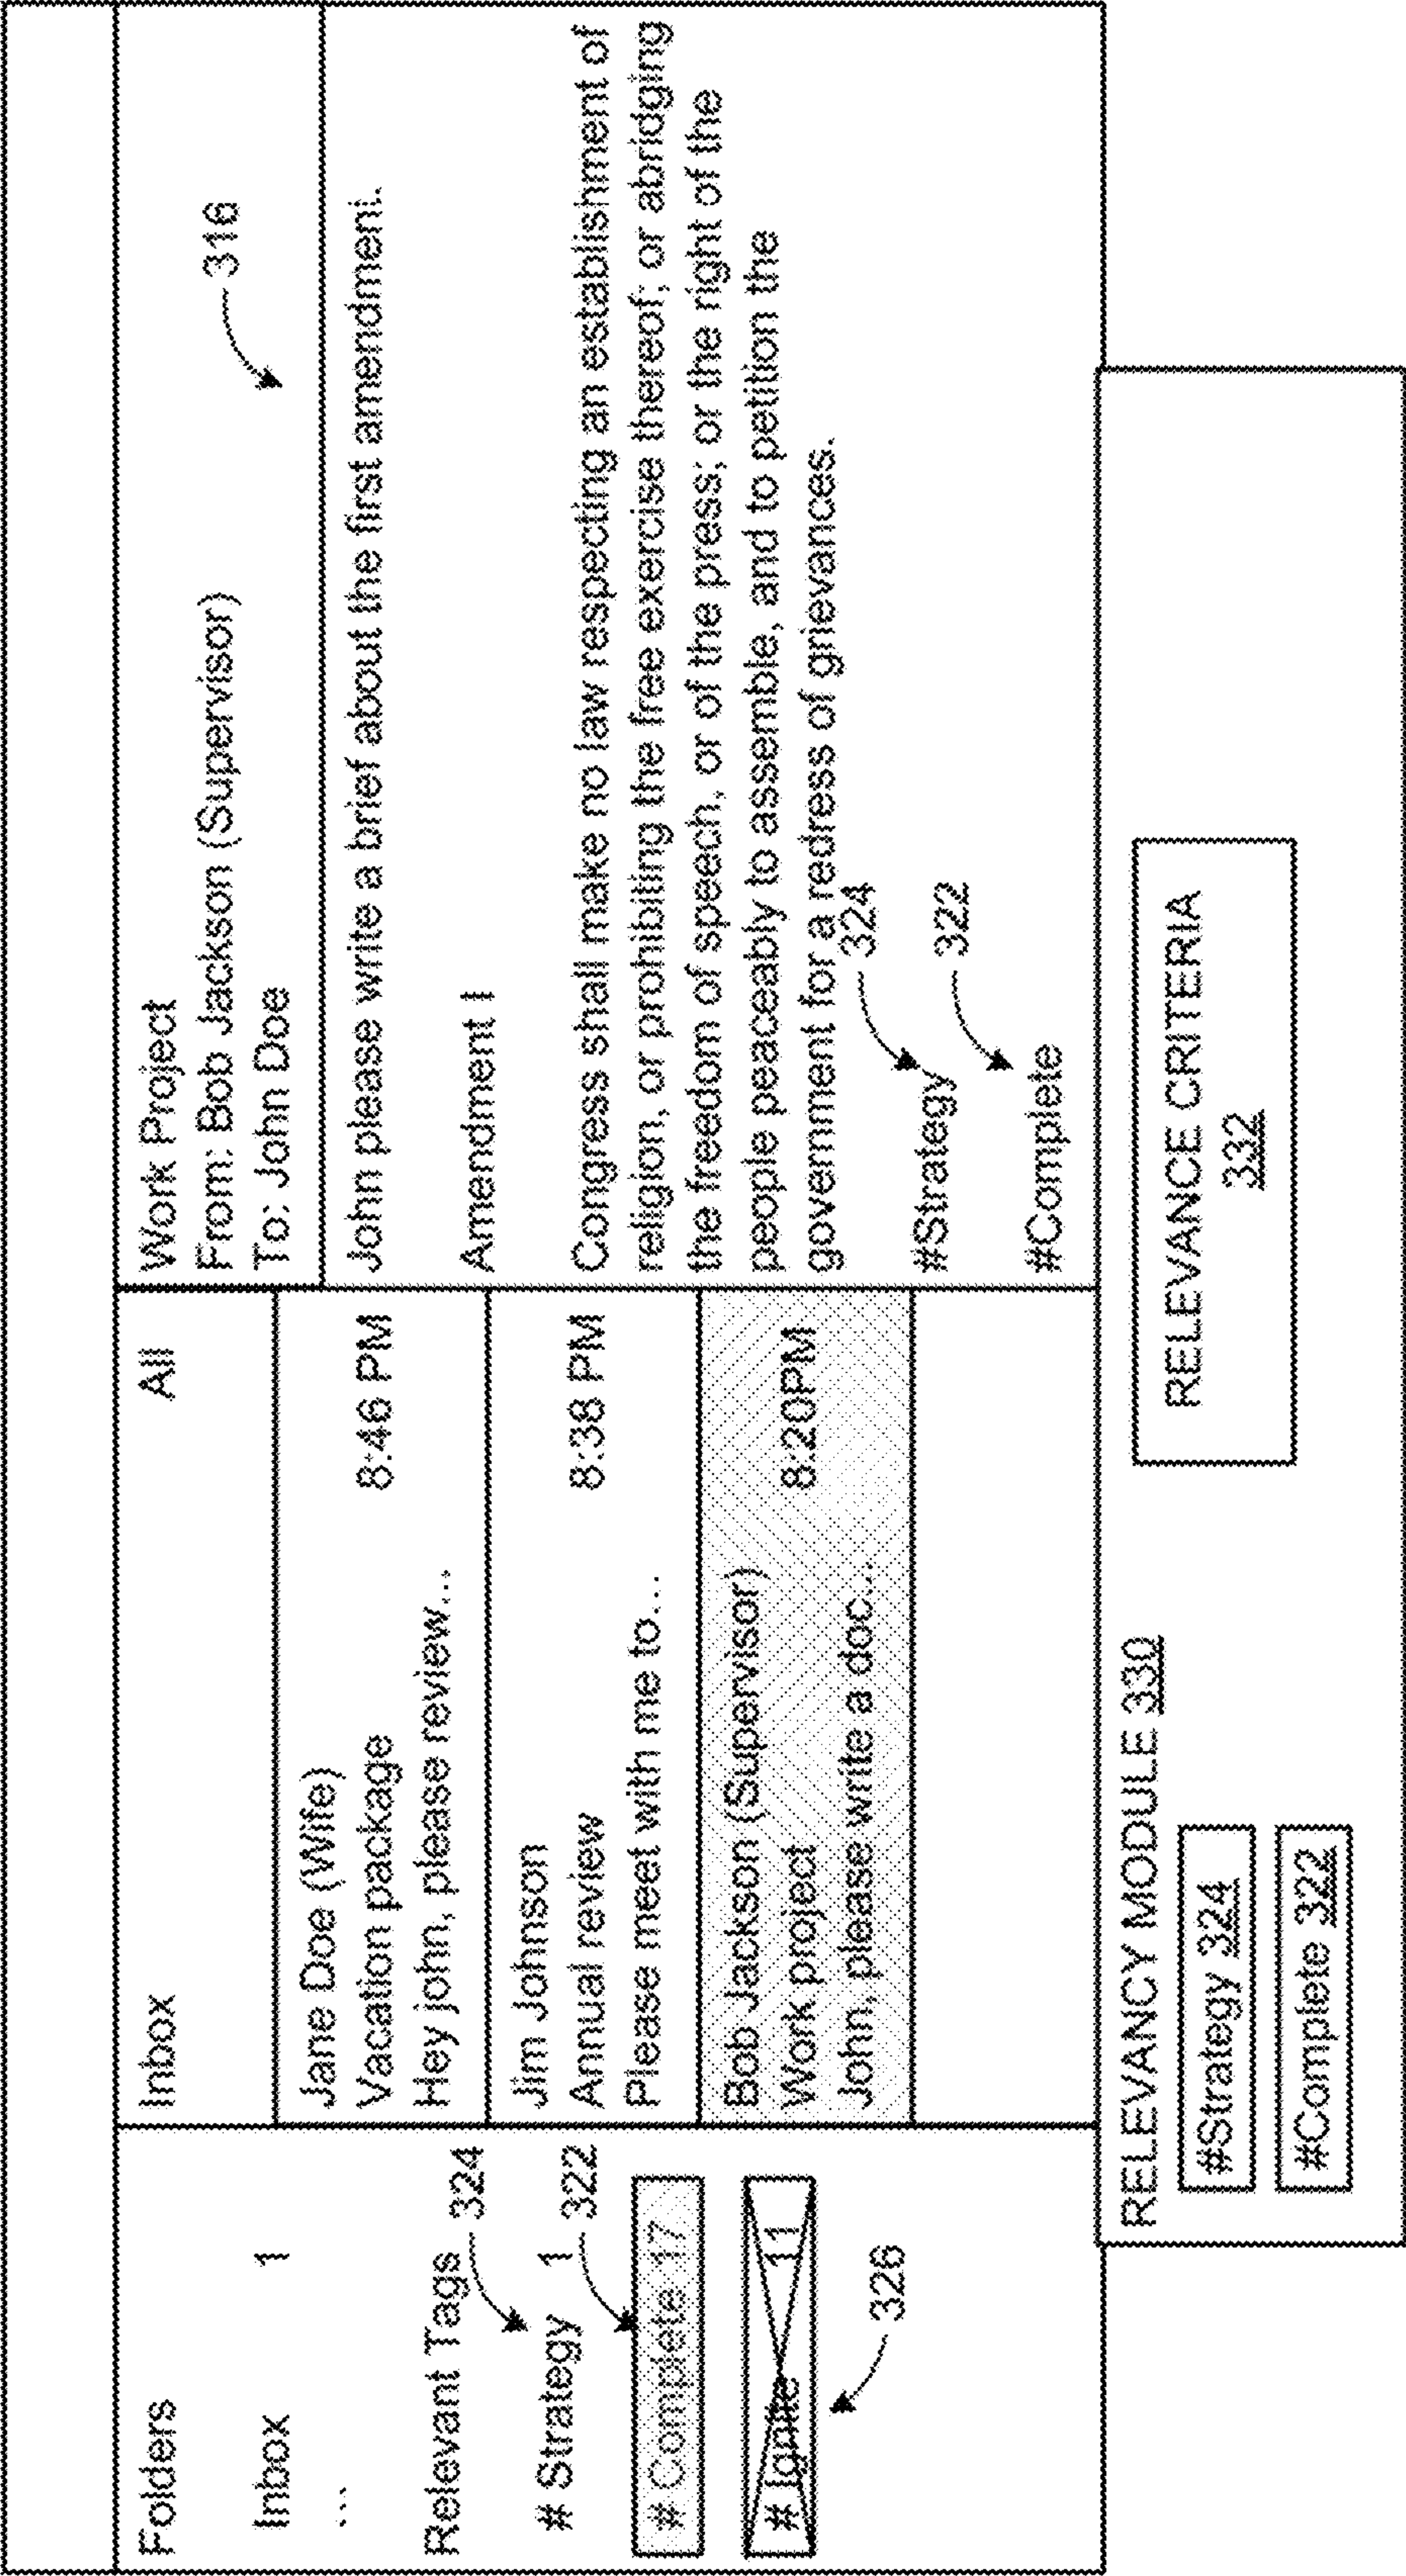 Folders
Inbox 1
...
Relevant Tags
324
# Strategy 1
322
# Complete 17
# Ignite 11
326
Inbox All
Jane Doe (Wife)
Vacation package 8:46 PM
Hey john, please review...
Jim Johnson
Annual review 8:38 PM
Please meet with me to...
Bob Jackson (Supervisor)
Work project 8:20PM
John, please write a doc...
Work Project
From: Bob Jackson (Supervisor)
To: John Doe
316
John please write a brief about the first amendment.
Amendment I
Congress shall make no law respecting an establishment of
religion, or prohibiting the free exercise thereof; or abridging
the freedom of speech, or of the press; or the right of the
people peaceably to assemble, and to petition the
government for a redress of grievances.
324
#Strategy
322
#Complete
RELEVANCY MODULE 330
#Strategy 324
#Complete 322
RELEVANCE CRITERIA
332